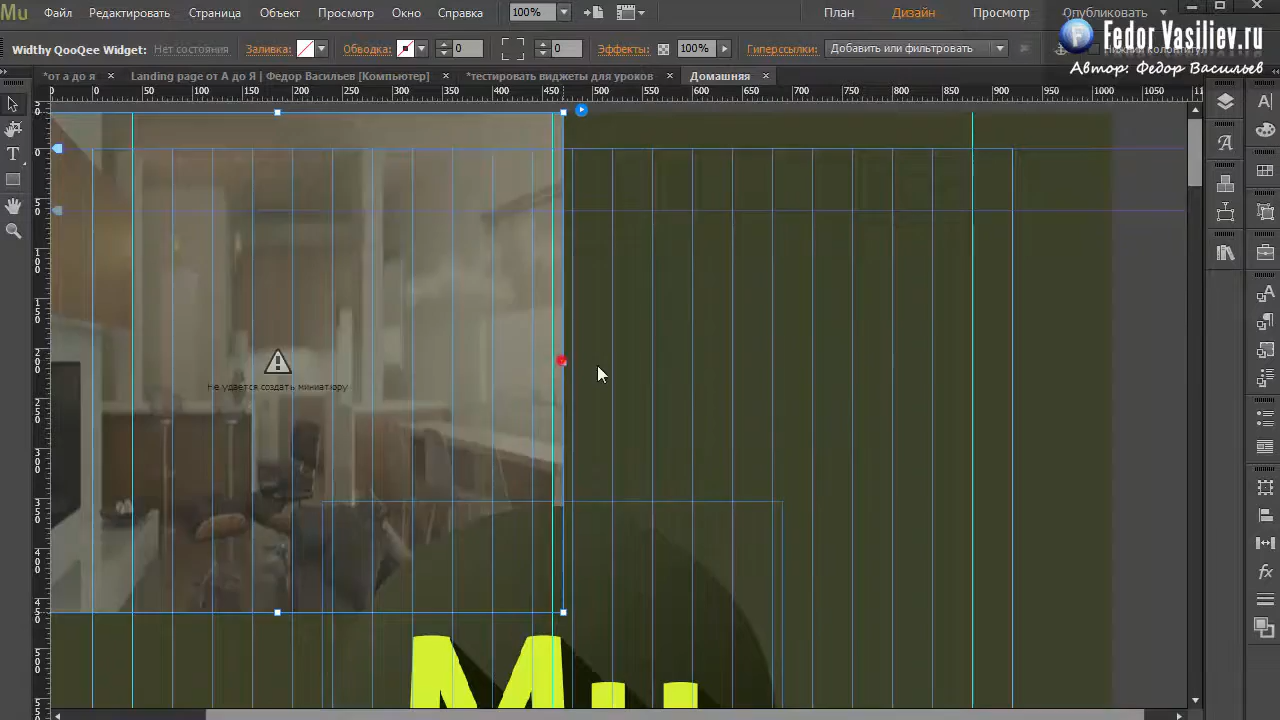 Mu Файл Редактировать Страница Объект Просмотр Окно Справка 100% План Дизайн Просмотр Опубликовать
Fedor Vasiliev.ru
Автор: Федор Васильев
Widthy QooQee Widget: Нет состояния Заливка: Обводка: 0 0 Эффекты: 100% Гиперссылки: Добавить или фильтровать
*от а до я × Landing page от А до Я | Федор Васильев [Компьютер] × *тестировать виджеты для уроков × Домашняя ×
0 50 100 150 200 250 300 350 400 450 500 550 600 650 700 750 800 850 900 950 1000 1050
Не удается создать миниатюру
Mu